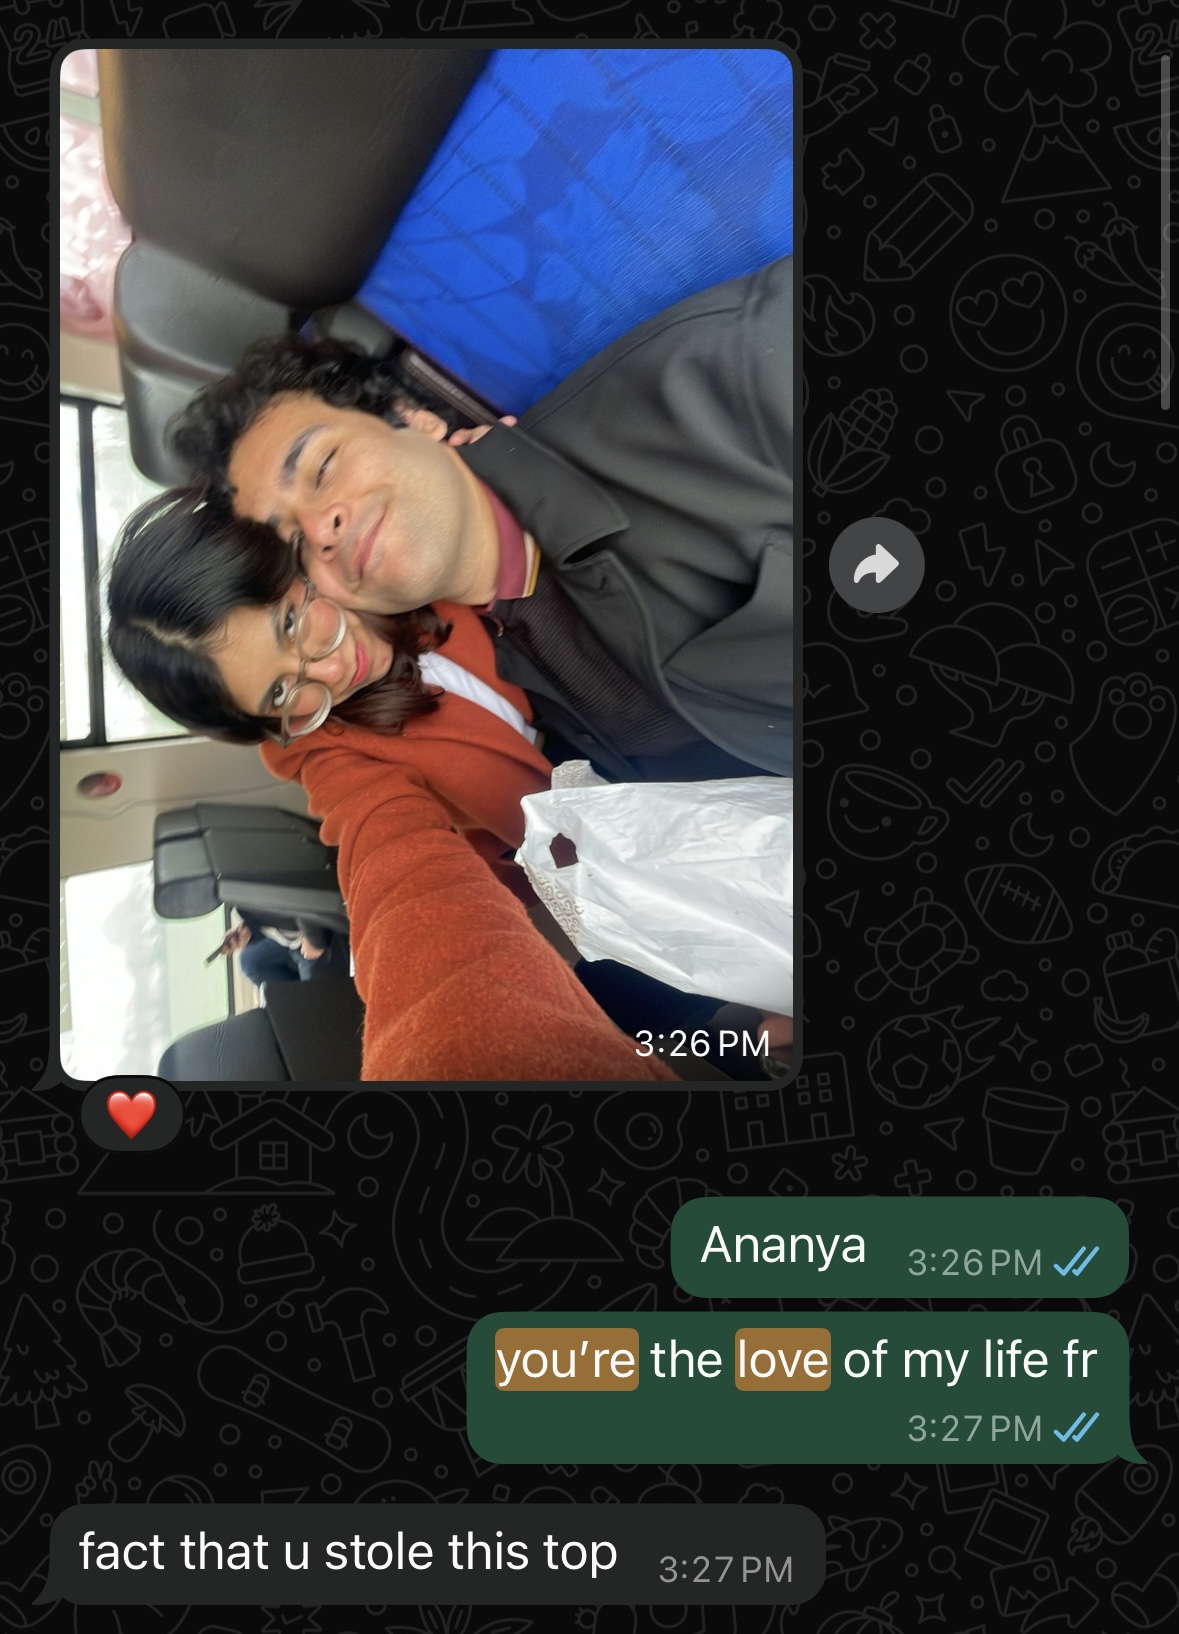 3:26 PM
Ananya 3:26 PM
you’re the love of my life fr
3:27 PM
fact that u stole this top 3:27 PM